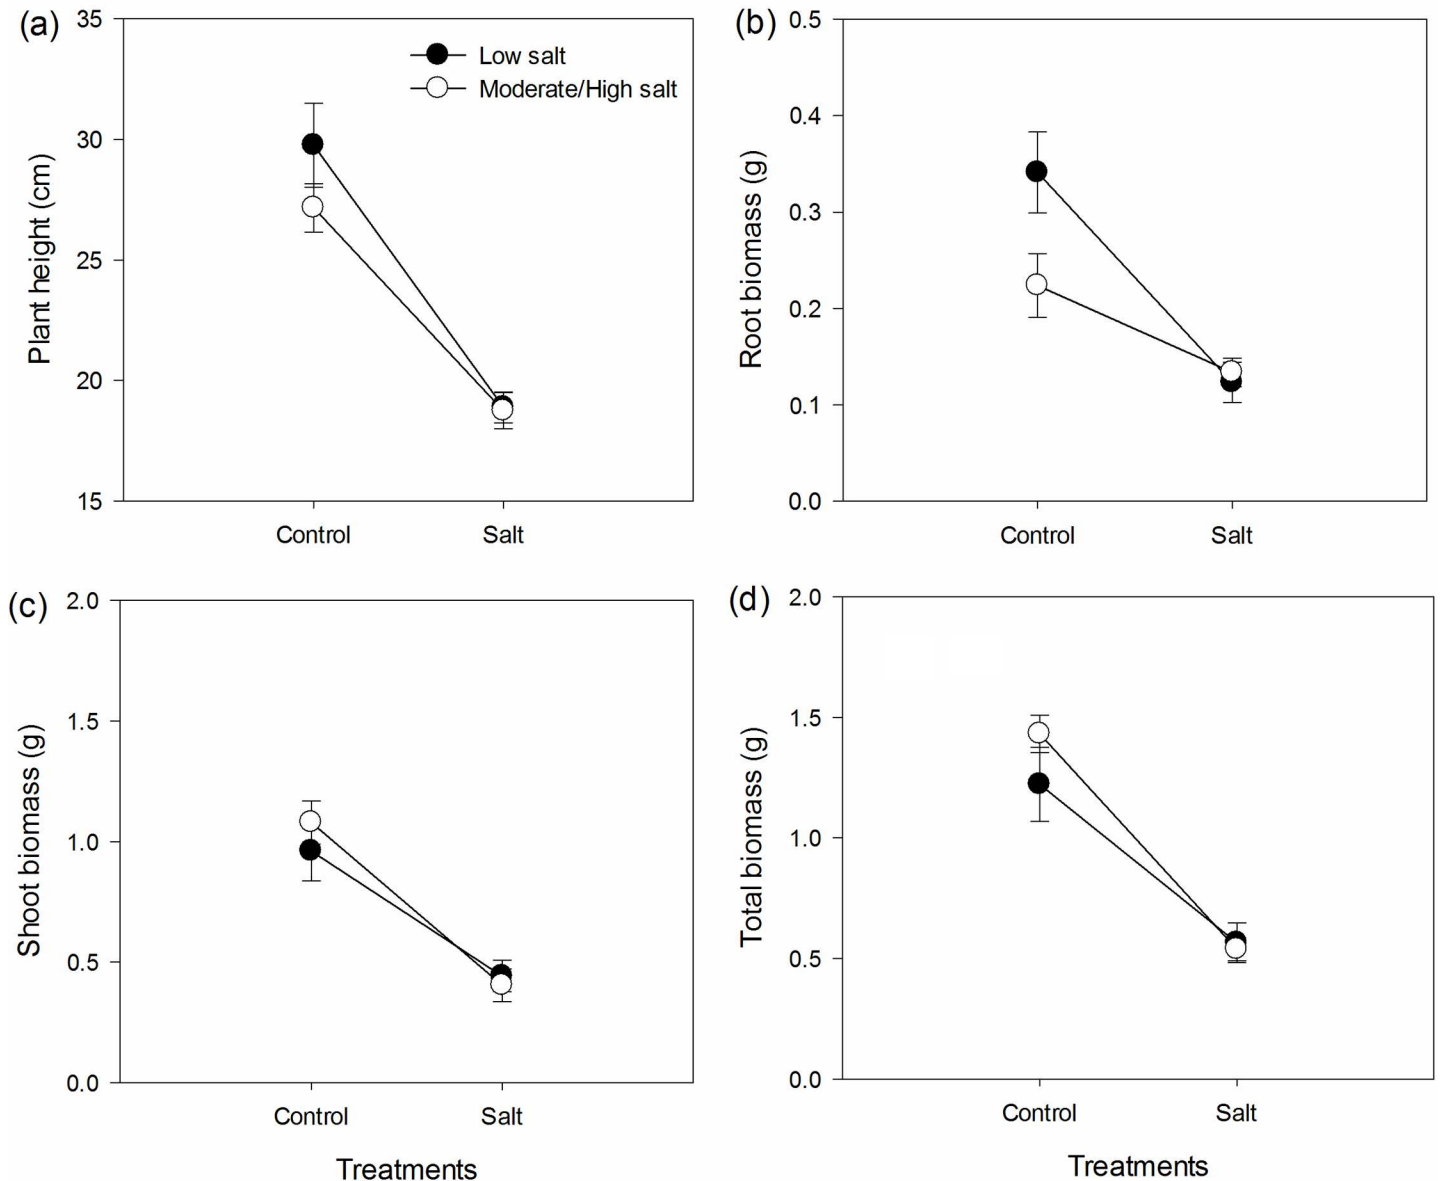 (a)
35
30
25
20
15
Plant height (cm)
Low salt
Moderate/High salt
Control
Salt
(b)
0.5
0.4
0.3
0.2
0.1
0.0
Root biomass (g)
Control
Salt
(c)
2.0
1.5
1.0
0.5
0.0
Shoot biomass (g)
Control
Salt
Treatments
(d)
2.0
1.5
1.0
0.5
0.0
Total biomass (g)
Control
Salt
Treatments